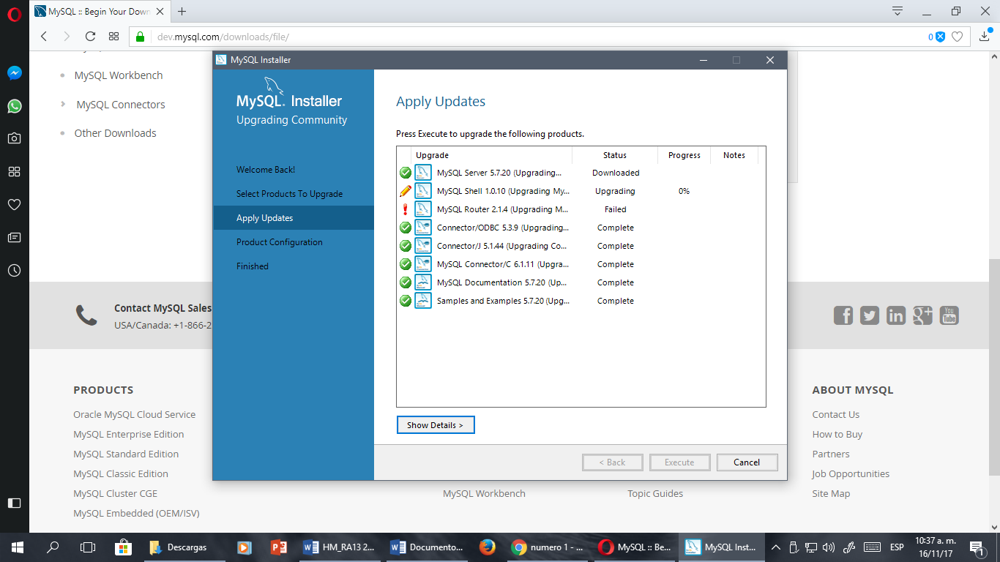 MySQL :: Begin Your Down
dev.mysql.com/downloads/file/
0
MySQL Workbench
MySQL Connectors
Other Downloads
MySQL Installer
MySQL. Installer
Upgrading Community
Welcome Back!
Select Products To Upgrade
Apply Updates
Product Configuration
Finished
Apply Updates
Press Execute to upgrade the following products.
Upgrade Status Progress Notes
MySQL Server 5.7.20 (Upgrading... Downloaded
MySQL Shell 1.0.10 (Upgrading My... Upgrading 0%
MySQL Router 2.1.4 (Upgrading M... Failed
Connector/ODBC 5.3.9 (Upgrading... Complete
Connector/J 5.1.44 (Upgrading Co... Complete
MySQL Connector/C 6.1.11 (Upgra... Complete
MySQL Documentation 5.7.20 (Up... Complete
Samples and Examples 5.7.20 (Upg... Complete
Show Details >
< Back Execute Cancel
Contact MySQL Sales
USA/Canada: +1-866-2
You
Tube
PRODUCTS
Oracle MySQL Cloud Service
MySQL Enterprise Edition
MySQL Standard Edition
MySQL Classic Edition
MySQL Cluster CGE
MySQL Embedded (OEM/ISV)
MySQL Workbench
Topic Guides
ABOUT MYSQL
Contact Us
How to Buy
Partners
Job Opportunities
Site Map
Descargas
HM_RA13 2...
Documento...
numero 1 - ...
MySQL :: Be...
MySQL Inst...
ESP
10:37 a. m.
16/11/17
1